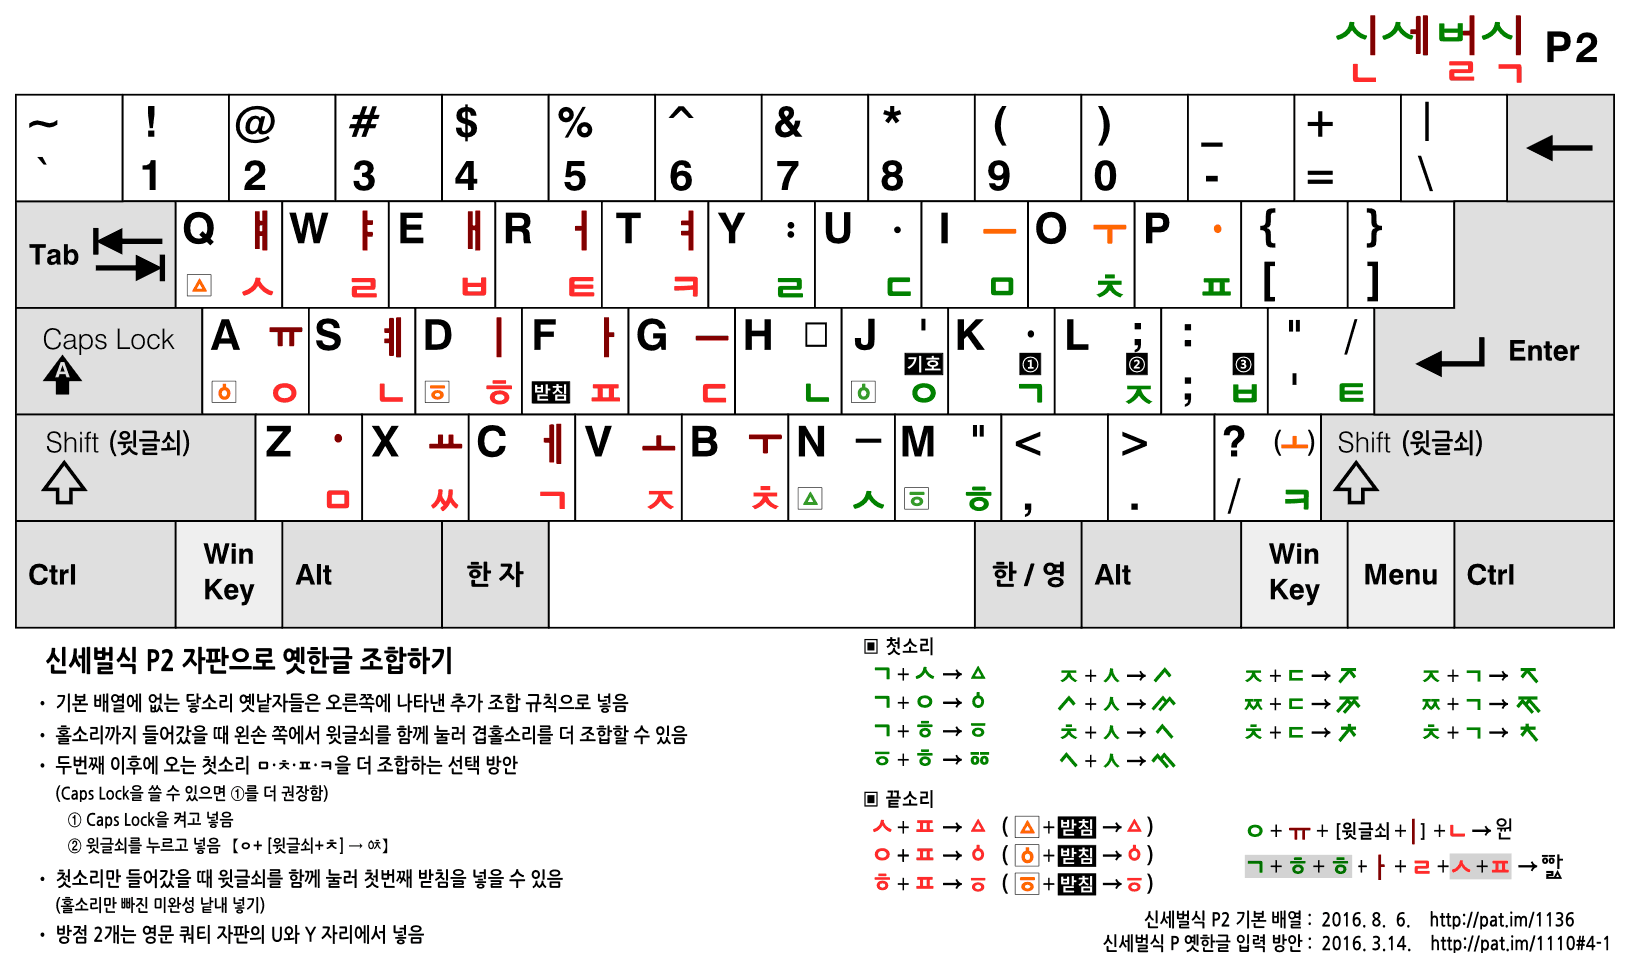 신세벌식 P2
~ ! @ # $ % ^ & * ( ) _ + |
` 1 2 3 4 5 6 7 8 9 0 - = \
Tab Q ㅒ W ㅑ E ㅐ R ㅓ T ㅕ Y : U · I ㅡ O ㅜ P · { }
ㅿ ㅅ ㄹ ㅂ ㅌ ㅋ ㄹ ㄷ ㅁ ㅊ ㅍ [ ]
Caps Lock A ㅠ S ㅖ D ㅣ F ㅏ G ㅡ H □ J ' K · L ; : " / Enter
A ㆆ ㅇ ㄴ ㆆ ㅎ 받침 ㅍ ㄷ ㄴ 기호 ㆆ ㅇ ① ㄱ ② ㅈ ; ③ ㅂ ' ㅌ
Shift (윗글쇠) Z · X ㅛ C ㅔ V ㅗ B ㅜ N ㅡ M " < > ? (ㅗ) Shift (윗글쇠)
ㅁ ㅆ ㄱ ㅈ ㅊ ㅿ ㅅ ㆆ ㅎ , . / ㅋ
Ctrl Win Key Alt 한 자 한 / 영 Alt Win Key Menu Ctrl
신세벌식 P2 자판으로 옛한글 조합하기
· 기본 배열에 없는 닿소리 옛낱자들은 오른쪽에 나타낸 추가 조합 규칙으로 넣음
· 홀소리까지 들어갔을 때 왼손 쪽에서 윗글쇠를 함께 눌러 겹홀소리를 더 조합할 수 있음
· 두번째 이후에 오는 첫소리 ㅁ·ㅊ·ㅍ·ㅋ을 더 조합하는 선택 방안
(Caps Lock을 쓸 수 있으면 ①를 더 권장함)
① Caps Lock을 켜고 넣음
② 윗글쇠를 누르고 넣음 【ㅇ+ [윗글쇠+ㅊ] → ꥷ】
· 첫소리만 들어갔을 때 윗글쇠를 함께 눌러 첫번째 받침을 넣을 수 있음
(홀소리만 빠진 미완성 낱내 넣기)
· 방점 2개는 영문 쿼티 자판의 U와 Y 자리에서 넣음
▣ 첫소리
ㄱ + ㅅ → ㅿ ㅈ + ㅅ → ᄼ ㅈ + ㄷ → ᅎ ㅈ + ㄱ → ᅐ
ㄱ + ㅇ → ㆁ ᄼ + ㅅ → ᄽ ㅉ + ㄷ → ᅏ ㅉ + ㄱ → ᅑ
ㄱ + ㅎ → ㆆ ㅊ + ㅅ → ᄾ ㅊ + ㄷ → ᅔ ㅊ + ㄱ → ᅕ
ㆆ + ㅎ → ꥼ ᄾ + ㅅ → ᄿ
▣ 끝소리
ㅅ + ㅍ → ㅿ ( ㅿ + 받침 → ㅿ )
ㅇ + ㅍ → ㆁ ( ㆁ + 받침 → ㆁ )
ㅎ + ㅍ → ㆆ ( ㆆ + 받침 → ㆆ )
ㅇ + ㅠ + [윗글쇠 + ㅣ] + ㄴ → ᄋᆔᆫ
ㄱ + ㅎ + ㅎ + ㅏ + ㄹ + ㅅ + ㅍ → ꥼᅡᇗ
신세벌식 P2 기본 배열 : 2016. 8. 6. http://pat.im/1136
신세벌식 P 옛한글 입력 방안 : 2016. 3.14. http://pat.im/1110#4-1